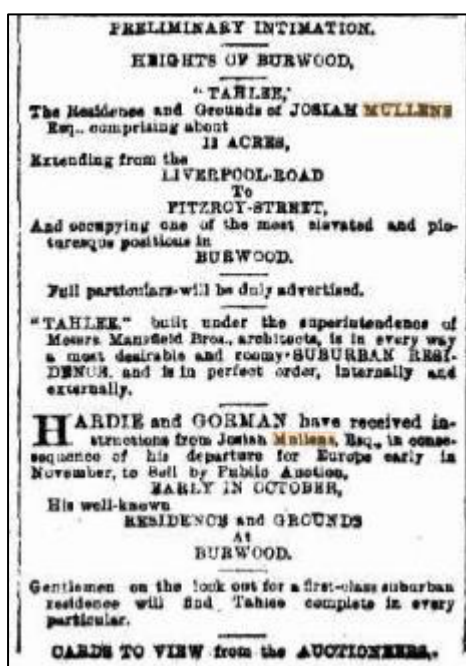 PRELIMINARY INTIMATION.
HEIGHTS OF BURWOOD,
"TAHLEE,"
The Residence and Grounds of JOSIAH MULLENS
Esq., comprising about
11 ACRES,
Extending from the
LIVERPOOL-ROAD
To
FITZROY-STREET,
And occupying one of the most elevated and pic-
turesque positions in
BURWOOD.
Full particulars will be duly advertised.
"TAHLEE," built under the superintendence of
Messrs Mansfield Bros., architects, is in every way
a most desirable and roomy SUBURBAN RESI-
DENCE, and is in perfect order, internally and
externally.
HARDIE and GORMAN have received in-
structions from Josiah Mullens, Esq., in conse-
sequence of his departure for Europe early in
November, to Sell by Public Auction,
EARLY IN OCTOBER,
His well-known
RESIDENCE and GROUNDS
At
BURWOOD.
Gentlemen on the look out for a first-class suburban
residence will find Tahlee complete in every
particular.
CARDS TO VIEW from the AUCTIONEERS.